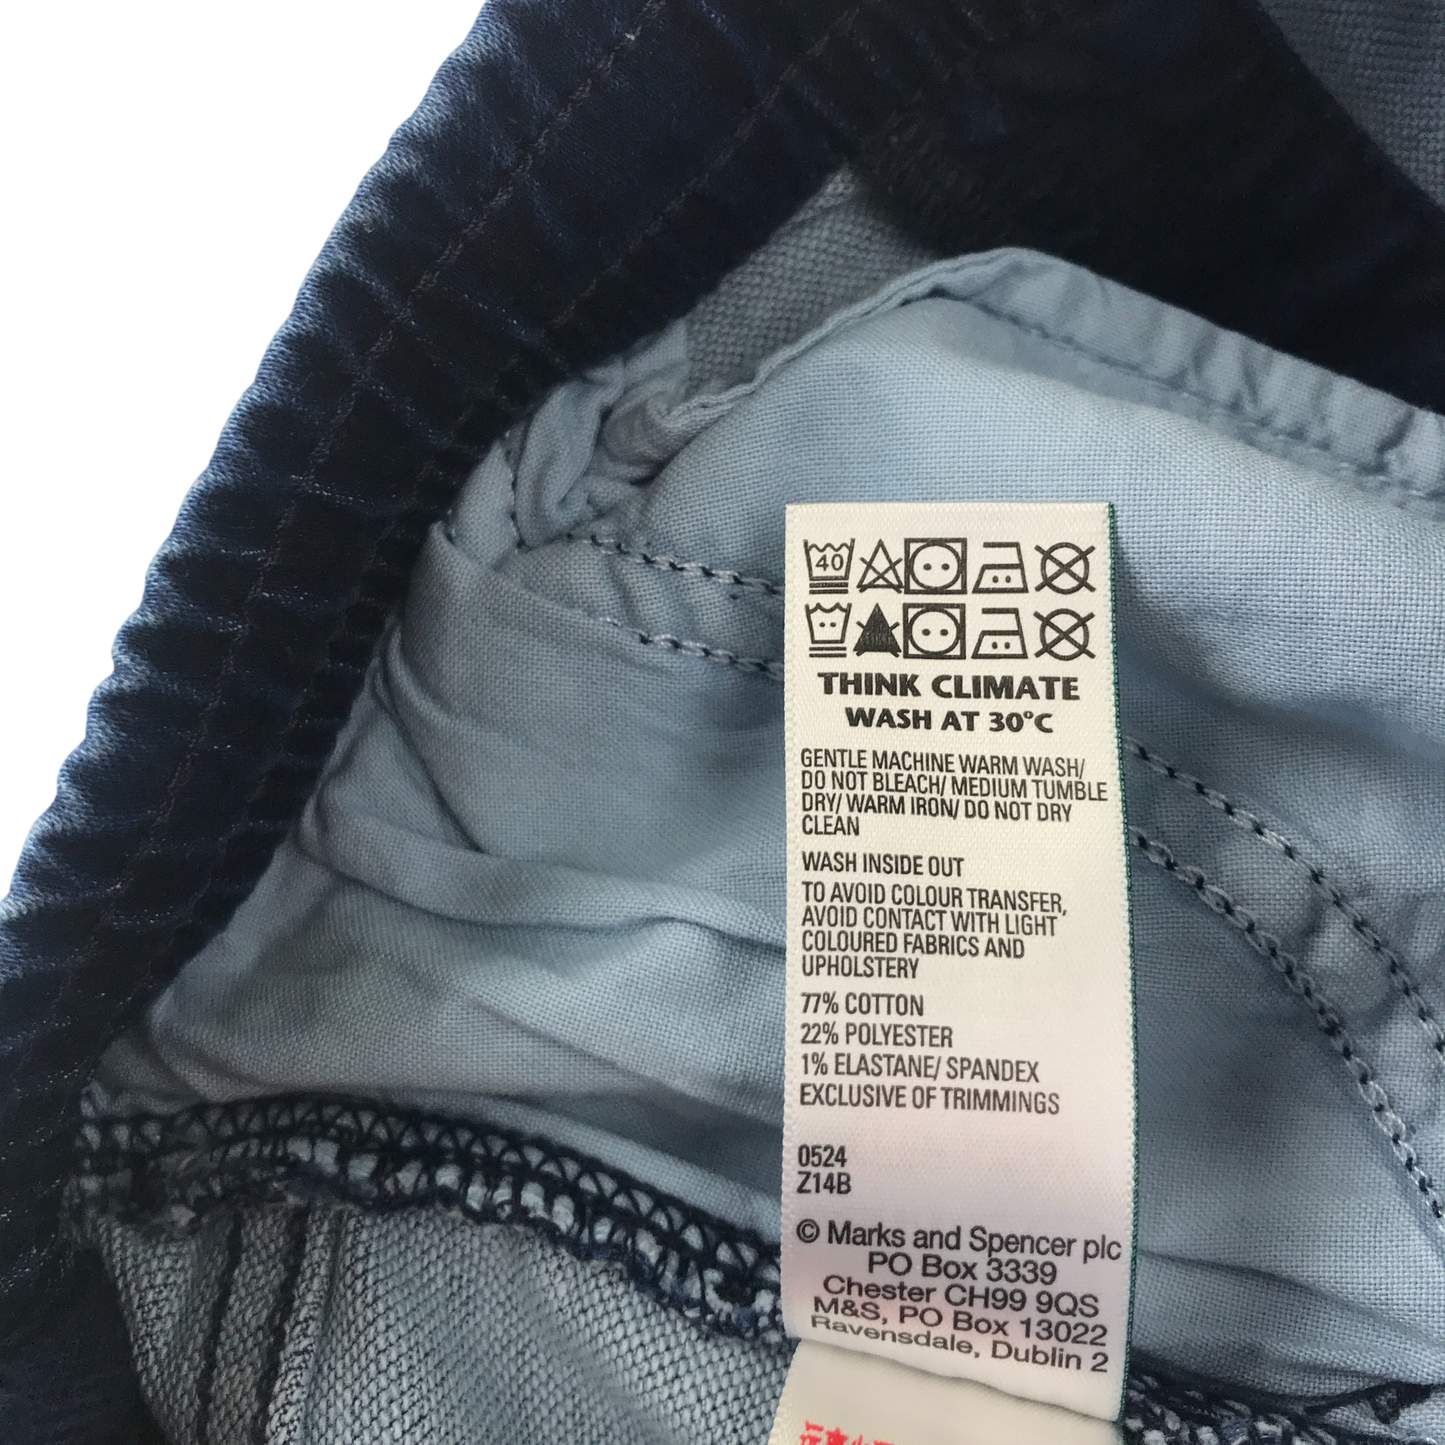 40
THINK CLIMATE
WASH AT 30°C
GENTLE MACHINE WARM WASH/
DO NOT BLEACH/ MEDIUM TUMBLE
DRY/ WARM IRON/ DO NOT DRY
CLEAN
WASH INSIDE OUT
TO AVOID COLOUR TRANSFER,
AVOID CONTACT WITH LIGHT
COLOURED FABRICS AND
UPHOLSTERY
77% COTTON
22% POLYESTER
1% ELASTANE/ SPANDEX
EXCLUSIVE OF TRIMMINGS
0524
Z14B
© Marks and Spencer plc
PO Box 3339
Chester CH99 9QS
M&S, PO Box 13022
Ravensdale, Dublin 2